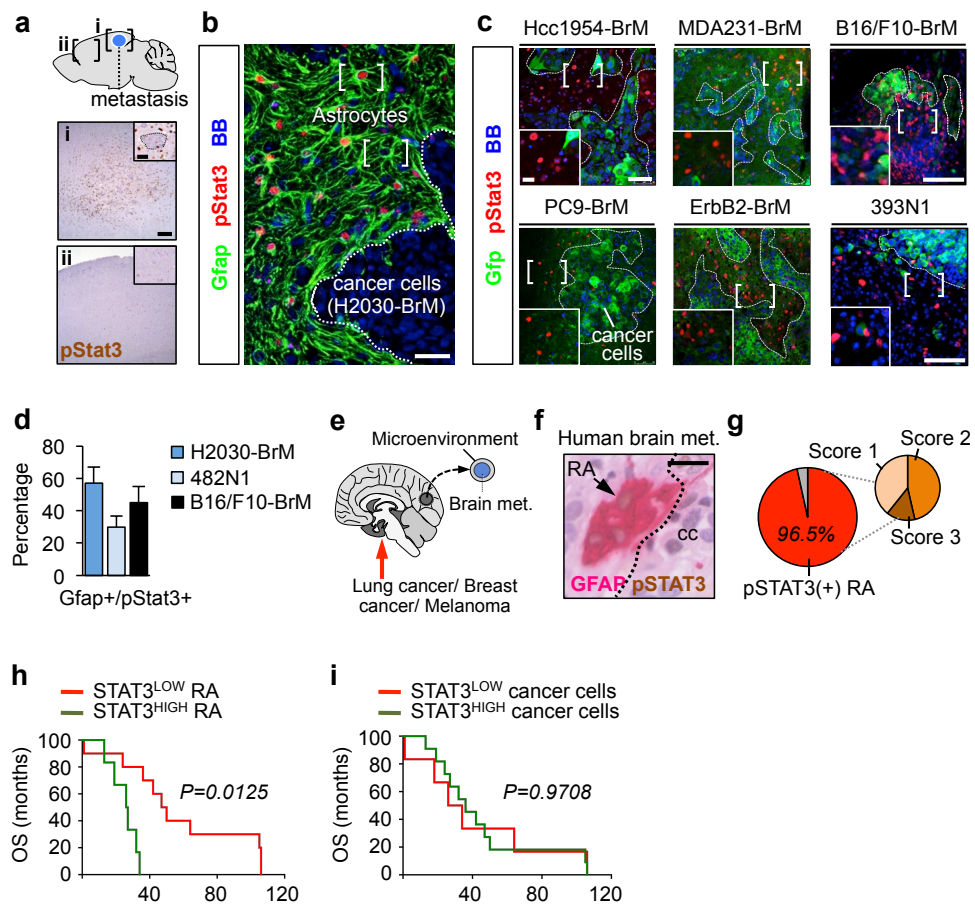 a
i
ii
metastasis
i
ii
pStat3
b
Gfap pStat3 BB
Astrocytes
cancer cells
(H2030-BrM)
c
Gfp pStat3 BB
Hcc1954-BrM MDA231-BrM B16/F10-BrM
PC9-BrM ErbB2-BrM 393N1
cancer
cells
d
Percentage
80
60
40
20
0
Gfap+/pStat3+
H2030-BrM
482N1
B16/F10-BrM
e
Microenvironment
Brain met.
Lung cancer/ Breast
cancer/ Melanoma
f
Human brain met.
RA
cc
GFAP pSTAT3
g
Score 1
Score 2
Score 3
96.5%
pSTAT3(+) RA
h
STAT3LOW RA
STAT3HIGH RA
OS (months)
100
80
60
40
20
0
P=0.0125
40 80 120
i
STAT3LOW cancer cells
STAT3HIGH cancer cells
OS (months)
100
80
60
40
20
0
P=0.9708
40 80 120